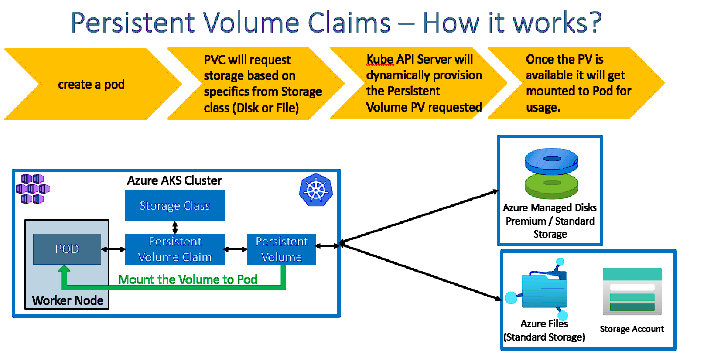 Persistent Volume Claims – How it works?
create a pod
PVC will request
storage based on
specifics from Storage
class (Disk or File)
Kube API Server will
dynamically provision
the Persistent
Volume PV requested
Once the PV is
available it will get
mounted to Pod for
usage.
Azure AKS Cluster
Storage Class
POD
Persistent
Volume Claim
Persistent
Volume
Mount the Volume to Pod
Worker Node
Azure Managed Disks
Premium / Standard
Storage
Azure Files
(Standard Storage)
Storage Account